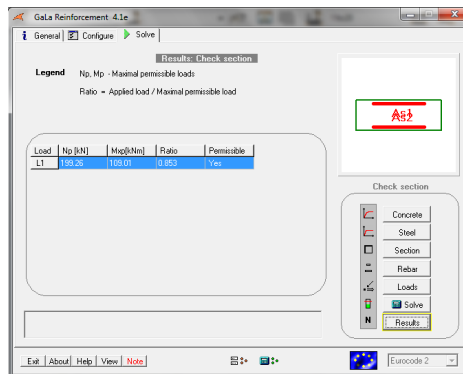 GaLa Reinforcement 4.1e
General Configure Solve
Results: Check section
Legend Np, Mp - Maximal permissible loads
Ratio = Applied load / Maximal permissible load
As1
As2
Load Np [kN] Mxp[kNm] Ratio Permissible
L1 199.26 109.01 0.853 Yes
Check section
Concrete
Steel
Section
Rebar
Loads
Solve
N Results
Exit About Help View Note Eurocode 2